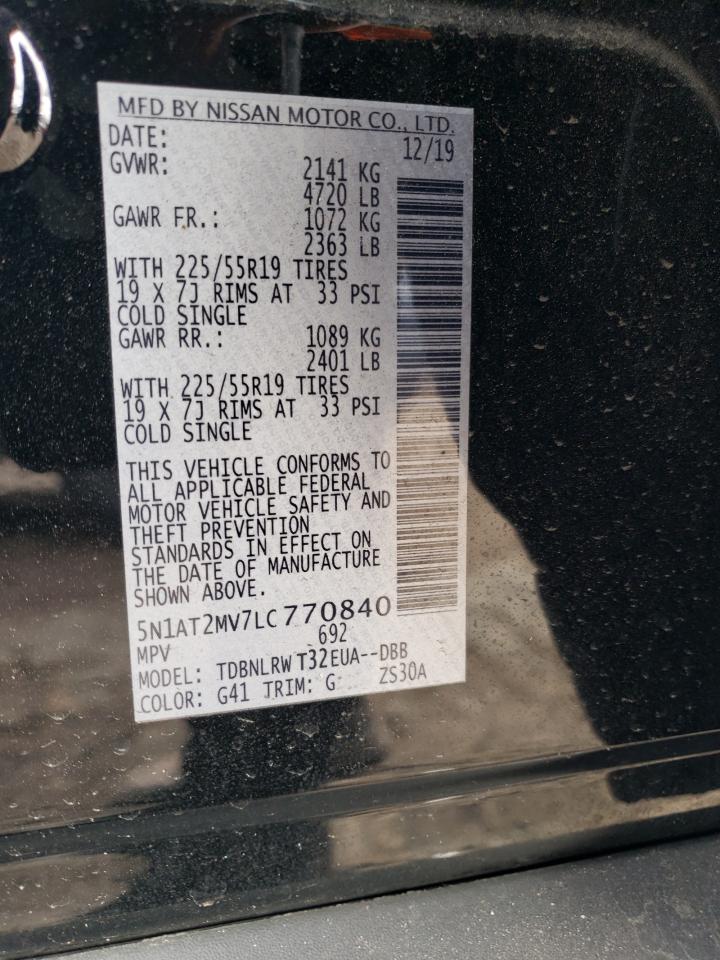 MFD BY NISSAN MOTOR CO., LTD.
DATE: 12/19
GVWR: 2141 KG
4720 LB
GAWR FR.: 1072 KG
2363 LB
WITH 225/55R19 TIRES
19 X 7J RIMS AT 33 PSI
COLD SINGLE
GAWR RR.: 1089 KG
2401 LB
WITH 225/55R19 TIRES
19 X 7J RIMS AT 33 PSI
COLD SINGLE
THIS VEHICLE CONFORMS TO
ALL APPLICABLE FEDERAL
MOTOR VEHICLE SAFETY AND
THEFT PREVENTION
STANDARDS IN EFFECT ON
THE DATE OF MANUFACTURE
SHOWN ABOVE.
5N1AT2MV7LC770840
MPV 692
MODEL: TDBNLRW T32EUA--DBB
COLOR: G41 TRIM: G ZS30A